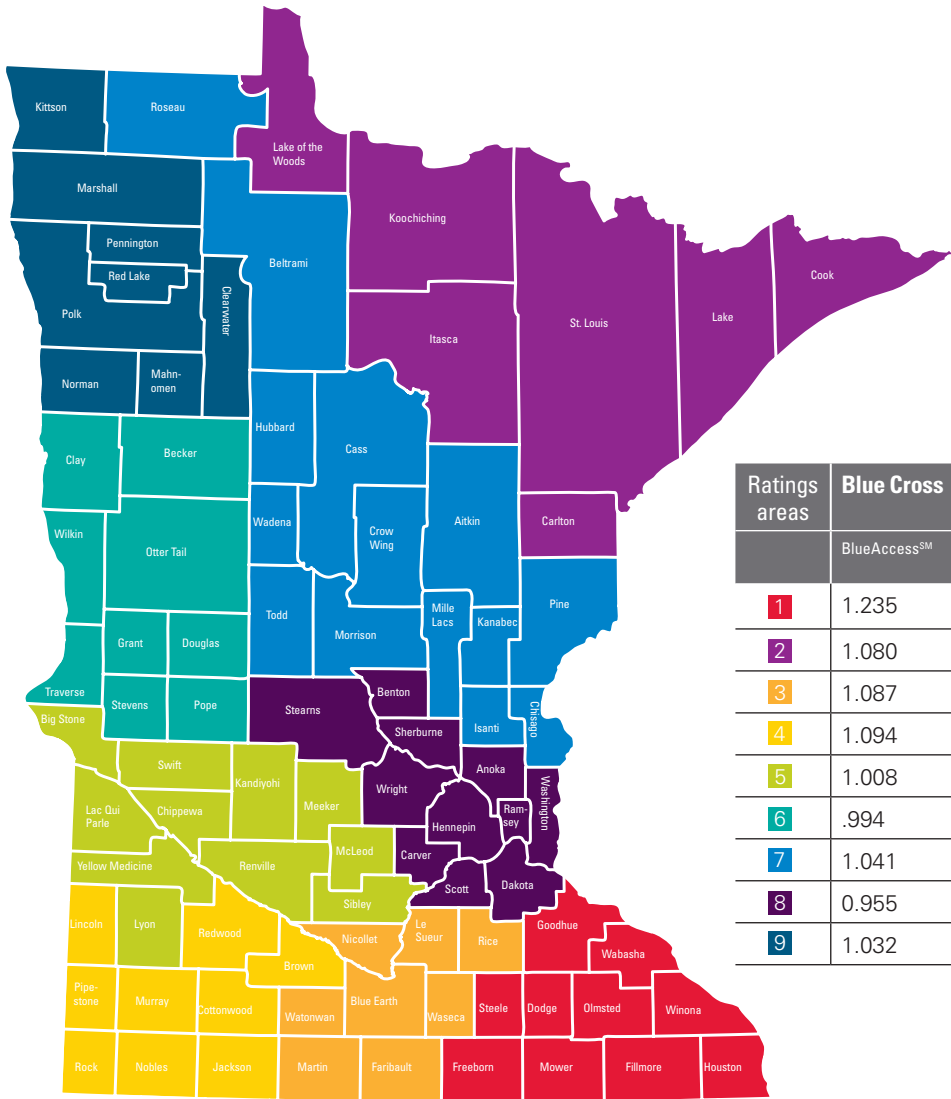 Kittson
Roseau
Lake of the
Woods
Marshall
Koochiching
Pennington
Beltrami
Red Lake
Cook
Clearwater
Polk
Lake
St. Louis
Itasca
Norman
Mahn-
omen
Hubbard
Cass
Clay
Becker
Wadena
Crow
Wing
Aitkin
Carlton
Wilkin
Otter Tail
Pine
Todd
Morrison
Mille
Lacs
Kanabec
Grant
Douglas
Traverse
Stevens
Pope
Stearns
Benton
Isanti
Chisago
Big Stone
Sherburne
Swift
Kandiyohi
Anoka
Washington
Wright
Meeker
Lac Qui
Parle
Chippewa
Ram-
sey
Hennepin
McLeod
Carver
Yellow Medicine
Renville
Scott
Dakota
Sibley
Lincoln
Lyon
Redwood
Nicollet
Le
Sueur
Rice
Goodhue
Wabasha
Brown
Pipe-
stone
Murray
Cottonwood
Watonwan
Blue Earth
Waseca
Steele
Dodge
Olmsted
Winona
Rock
Nobles
Jackson
Martin
Faribault
Freeborn
Mower
Fillmore
Houston
Ratings
areas
Blue Cross
BlueAccess℠
1 1.235
2 1.080
3 1.087
4 1.094
5 1.008
6 .994
7 1.041
8 0.955
9 1.032